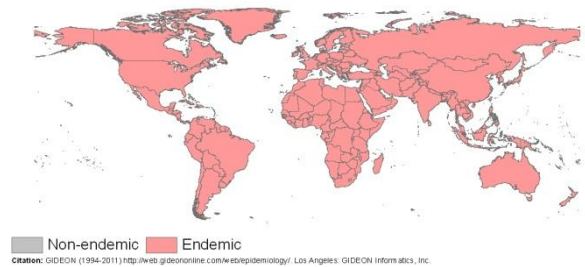 Non-endemic Endemic
Citation: GIDEON (1994-2011) http://web.gideononline.com/web/epidemiology/. Los Angeles: GIDEON Informatics, Inc.